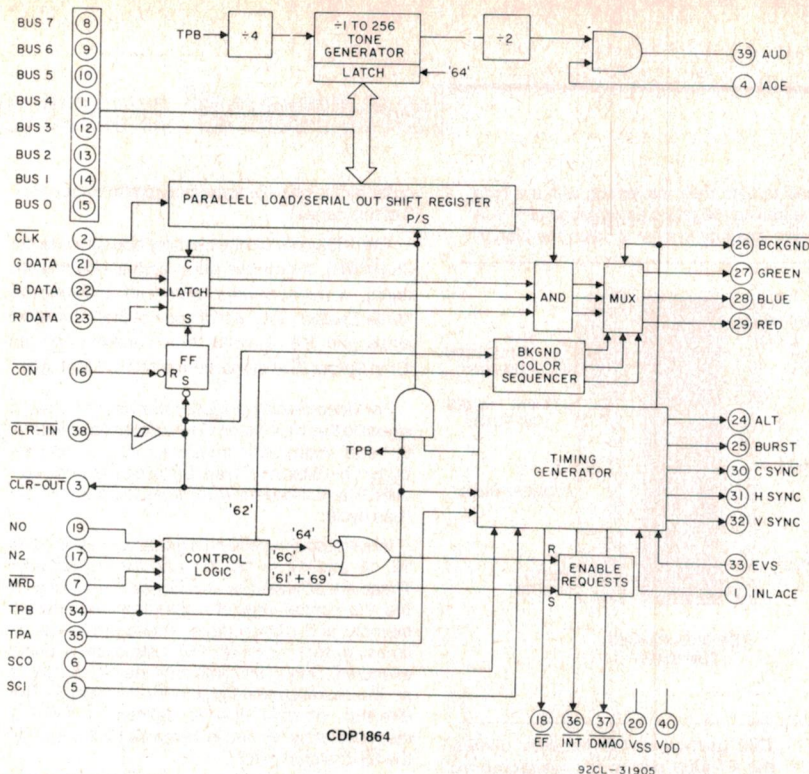 BUS 7 8
BUS 6 9
BUS 5 10
BUS 4 11
BUS 3 12
BUS 2 13
BUS 1 14
BUS 0 15
TPB
÷4
÷1 TO 256
TONE
GENERATOR
LATCH
'64'
÷2
39 AUD
4 AOE
PARALLEL LOAD/SERIAL OUT SHIFT REGISTER
P/S
CLK 2
G DATA 21
B DATA 22
R DATA 23
C
LATCH
S
AND
MUX
26 BCKGND
27 GREEN
28 BLUE
29 RED
CON 16
FF
R
S
BKGND
COLOR
SEQUENCER
CLR-IN 38
CLR-OUT 3
TPB
TIMING
GENERATOR
24 ALT
25 BURST
30 C SYNC
31 H SYNC
32 V SYNC
'62'
NO 19
N2 17
MRD 7
TPB 34
TPA 35
SCO 6
SCI 5
CONTROL
LOGIC
'64'
'6C'
'61'+'69'
R
S
ENABLE
REQUESTS
33 EVS
1 INLACE
18 36 37 20 40
EF INT DMAO VSS VDD
CDP1864
92CL-31905